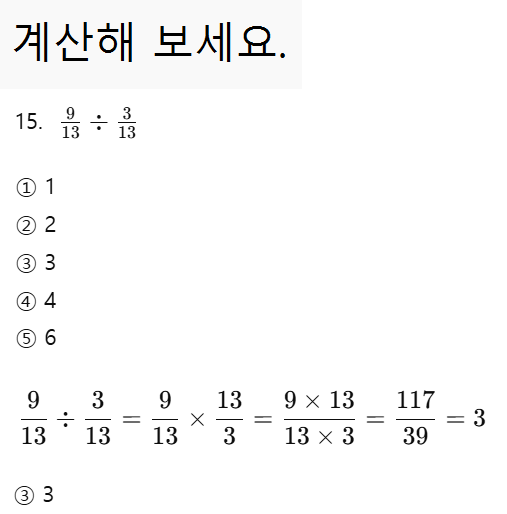 계산해 보세요.
15. 9/13 ÷ 3/13
① 1
② 2
③ 3
④ 4
⑤ 6
9/13 ÷ 3/13 = 9/13 × 13/3 = (9 × 13)/(13 × 3) = 117/39 = 3
③ 3